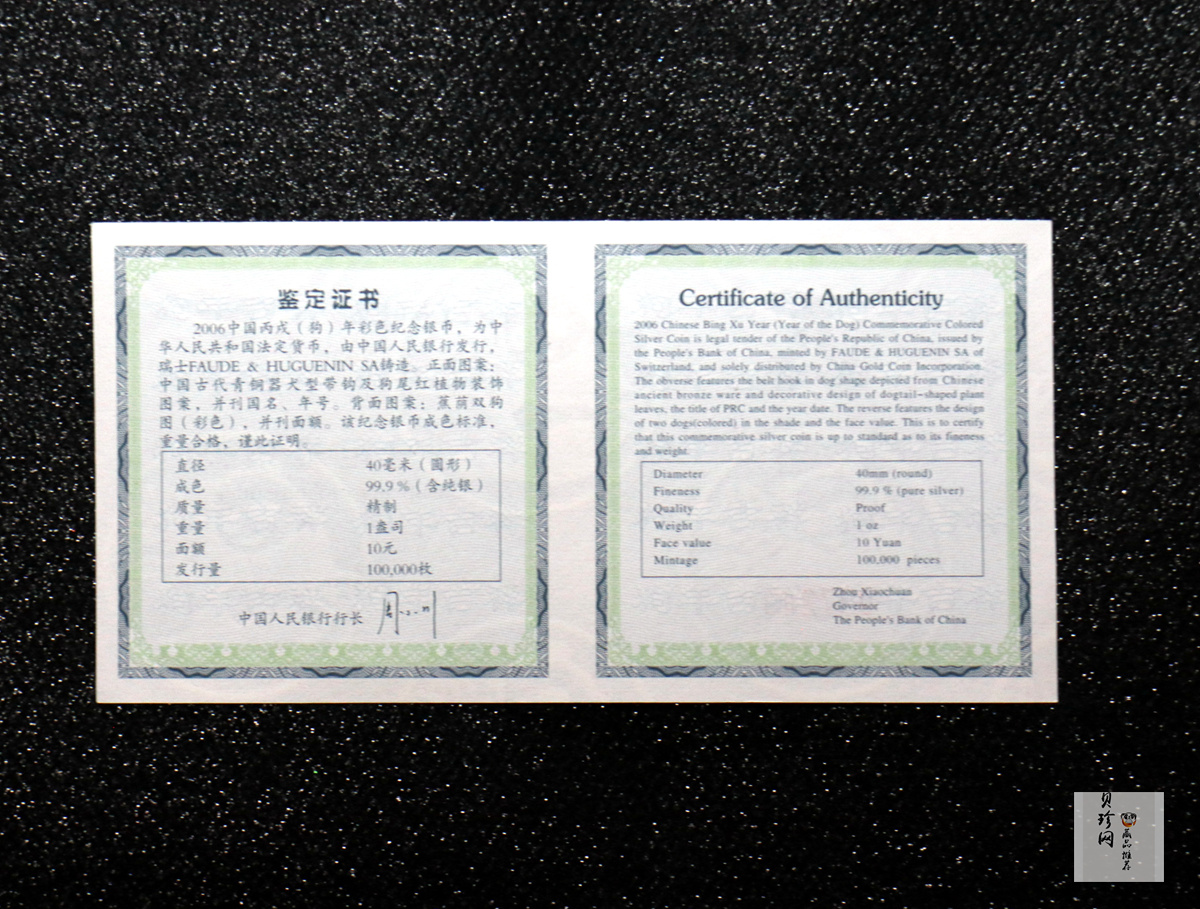 鉴定证书
2006中国丙戌(狗)年彩色纪念银币,为中
华人民共和国法定货币,由中国人民银行发行,
瑞士FAUDE & HUGUENIN SA铸造。正面图案:
中国古代青铜器犬型带钩及狗尾红植物装饰
图案,并刊国名、年号。背面图案:蕉荫双狗
图(彩色),并刊面额。该纪念银币成色标准,
重量合格,谨此证明。
直径 40毫米(圆形)
成色 99.9%(含纯银)
质量 精制
重量 1盎司
面额 10元
发行量 100,000枚
中国人民银行行长
Certificate of Authenticity
2006 Chinese Bing Xu Year (Year of the Dog) Commemorative Colored
Silver Coin is legal tender of the People's Republic of China, issued by
the People's Bank of China, minted by FAUDE & HUGUENIN SA of
Switzerland, and solely distributed by China Gold Coin Incorporation.
The obverse features the belt hook in dog shape depicted from Chinese
ancient bronze ware and decorative design of dogtail-shaped plant
leaves, the title of PRC and the year date. The reverse features the design
of two dogs(colored) in the shade and the face value. This is to certify
that this commemorative silver coin is up to standard as to its fineness
and weight.
Diameter 40mm (round)
Fineness 99.9 % (pure silver)
Quality Proof
Weight 1 oz
Face value 10 Yuan
Mintage 100,000 pieces
Zhou Xiaochuan
Governor
The People's Bank of China
贝珍网
藏品推荐